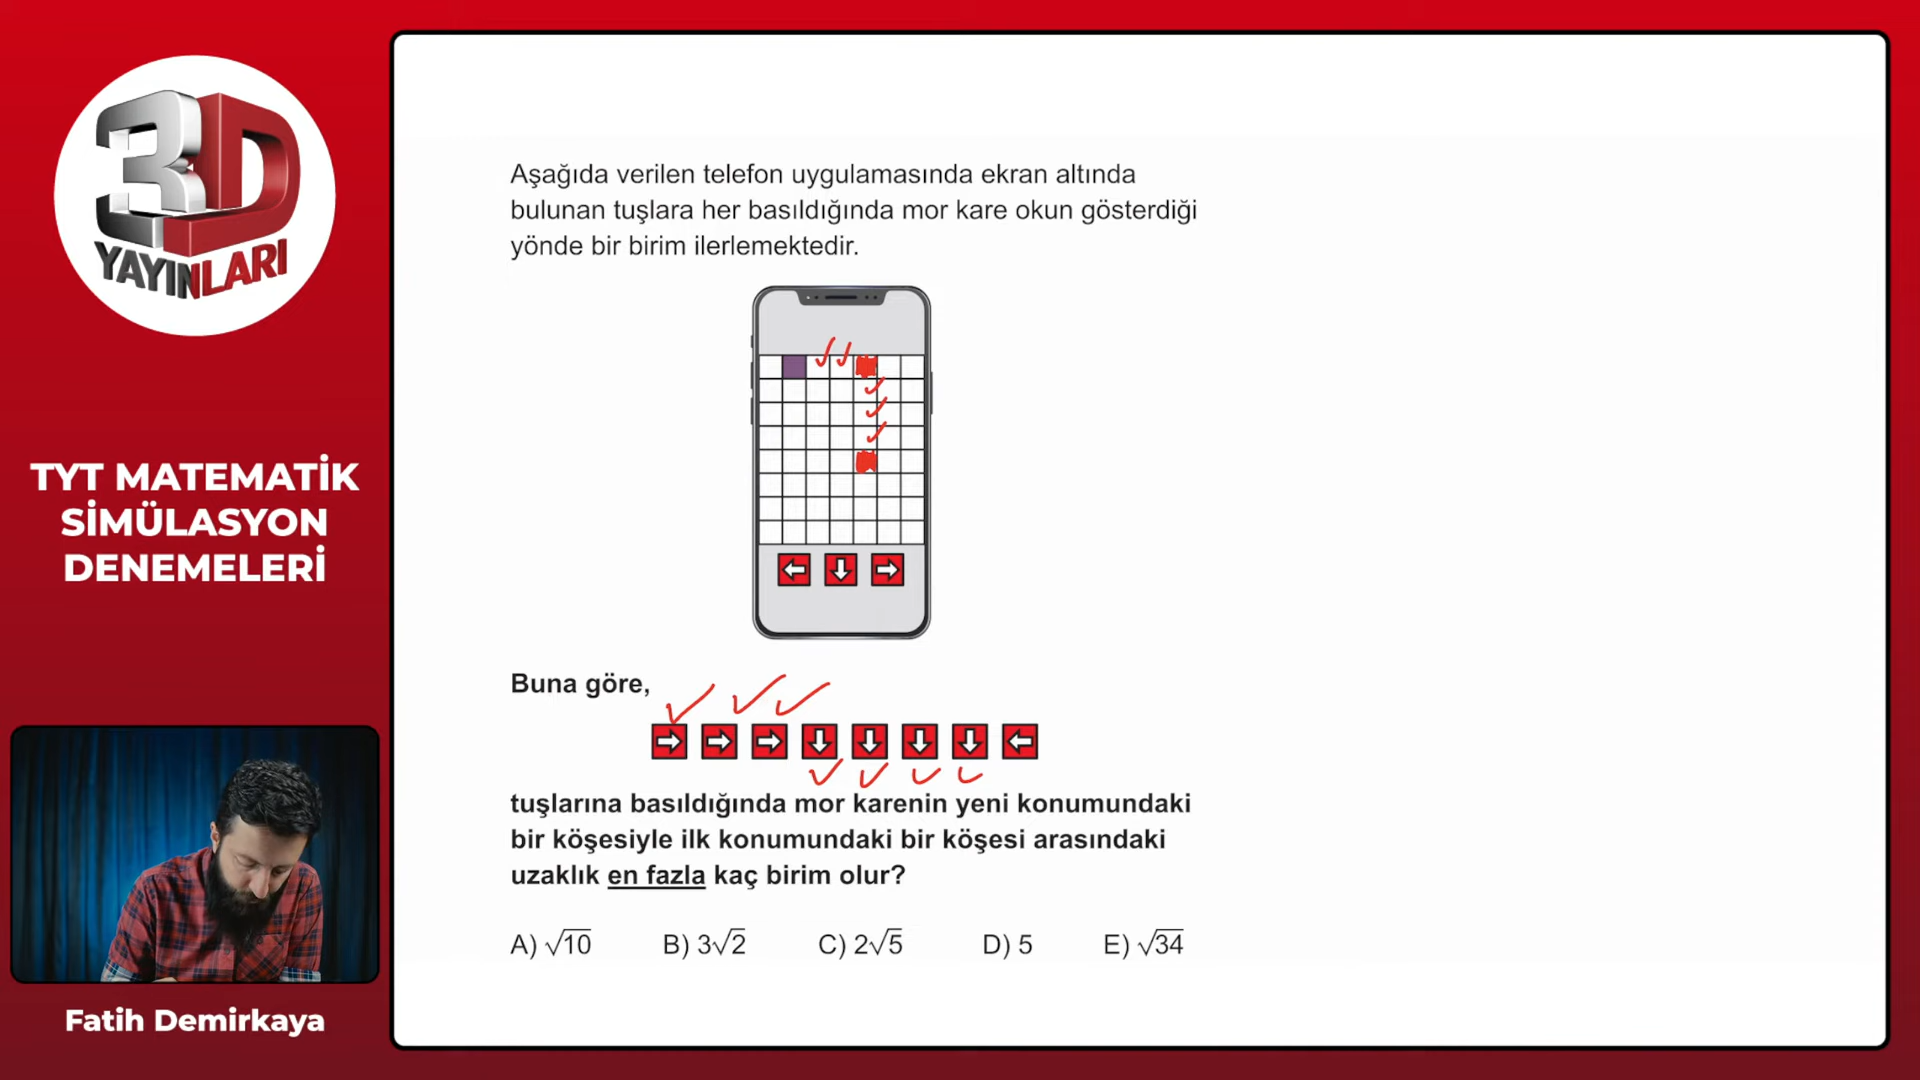 3D
YAYINLARI
TYT MATEMATİK
SİMÜLASYON
DENEMELERİ
Fatih Demirkaya
Aşağıda verilen telefon uygulamasında ekran altında
bulunan tuşlara her basıldığında mor kare okun gösterdiği
yönde bir birim ilerlemektedir.
Buna göre,
tuşlarına basıldığında mor karenin yeni konumundaki
bir köşesiyle ilk konumundaki bir köşesi arasındaki
uzaklık en fazla kaç birim olur?
A) √10 B) 3√2 C) 2√5 D) 5 E) √34